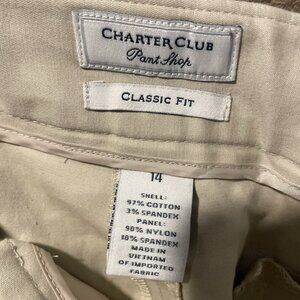 CHARTER CLUB
Pant Shop
CLASSIC FIT
14
SHELL:
97% COTTON
3% SPANDEX
PANEL:
90% NYLON
10% SPANDEX
MADE IN
VIETNAM
OF IMPORTED
FABRIC